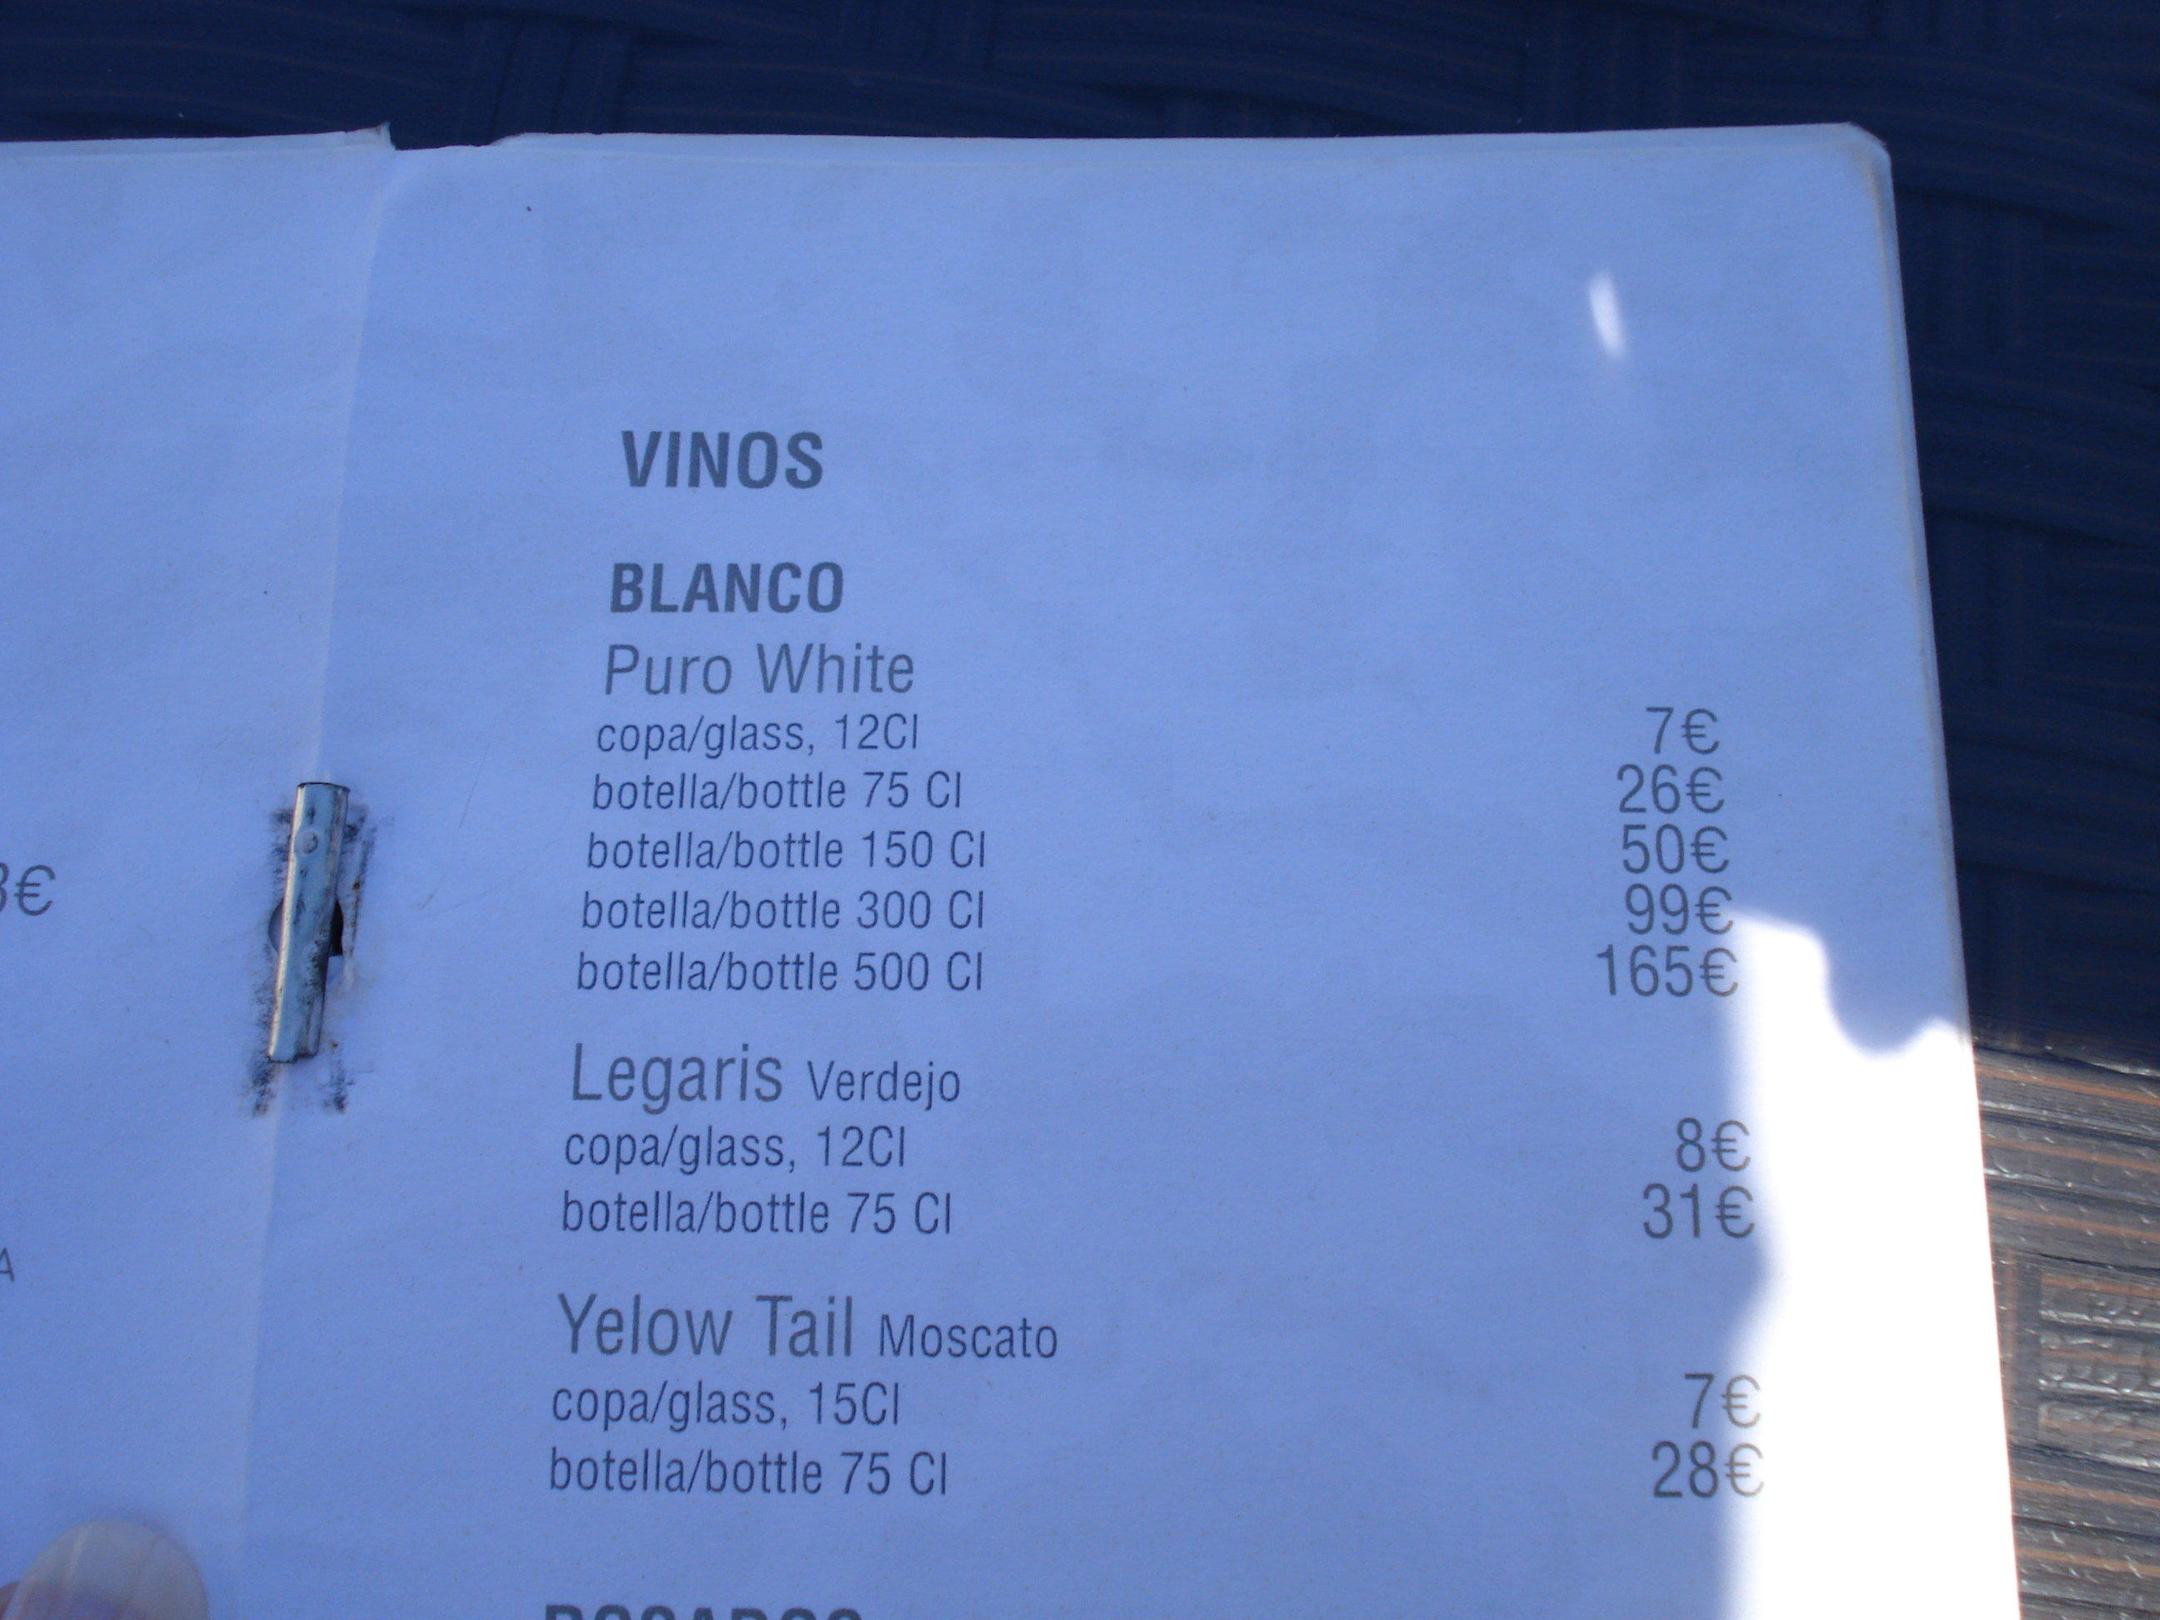 VINOS
BLANCO
Puro White
copa/glass, 12Cl 7€
botella/bottle 75 Cl 26€
botella/bottle 150 Cl 50€
botella/bottle 300 Cl 99€
botella/bottle 500 Cl 165€
Legaris Verdejo
copa/glass, 12Cl 8€
botella/bottle 75 Cl 31€
Yelow Tail Moscato
copa/glass, 15Cl 7€
botella/bottle 75 Cl 28€